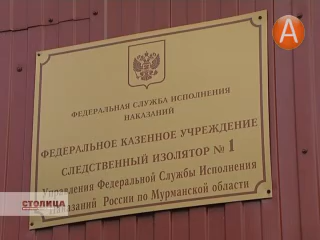 А
ФЕДЕРАЛЬНАЯ СЛУЖБА ИСПОЛНЕНИЯ
НАКАЗАНИЙ
ФЕДЕРАЛЬНОЕ КАЗЕННОЕ УЧРЕЖДЕНИЕ
СЛЕДСТВЕННЫЙ ИЗОЛЯТОР № 1
Управления Федеральной Службы Исполнения
Наказаний России по Мурманской области
СТОЛИЦА